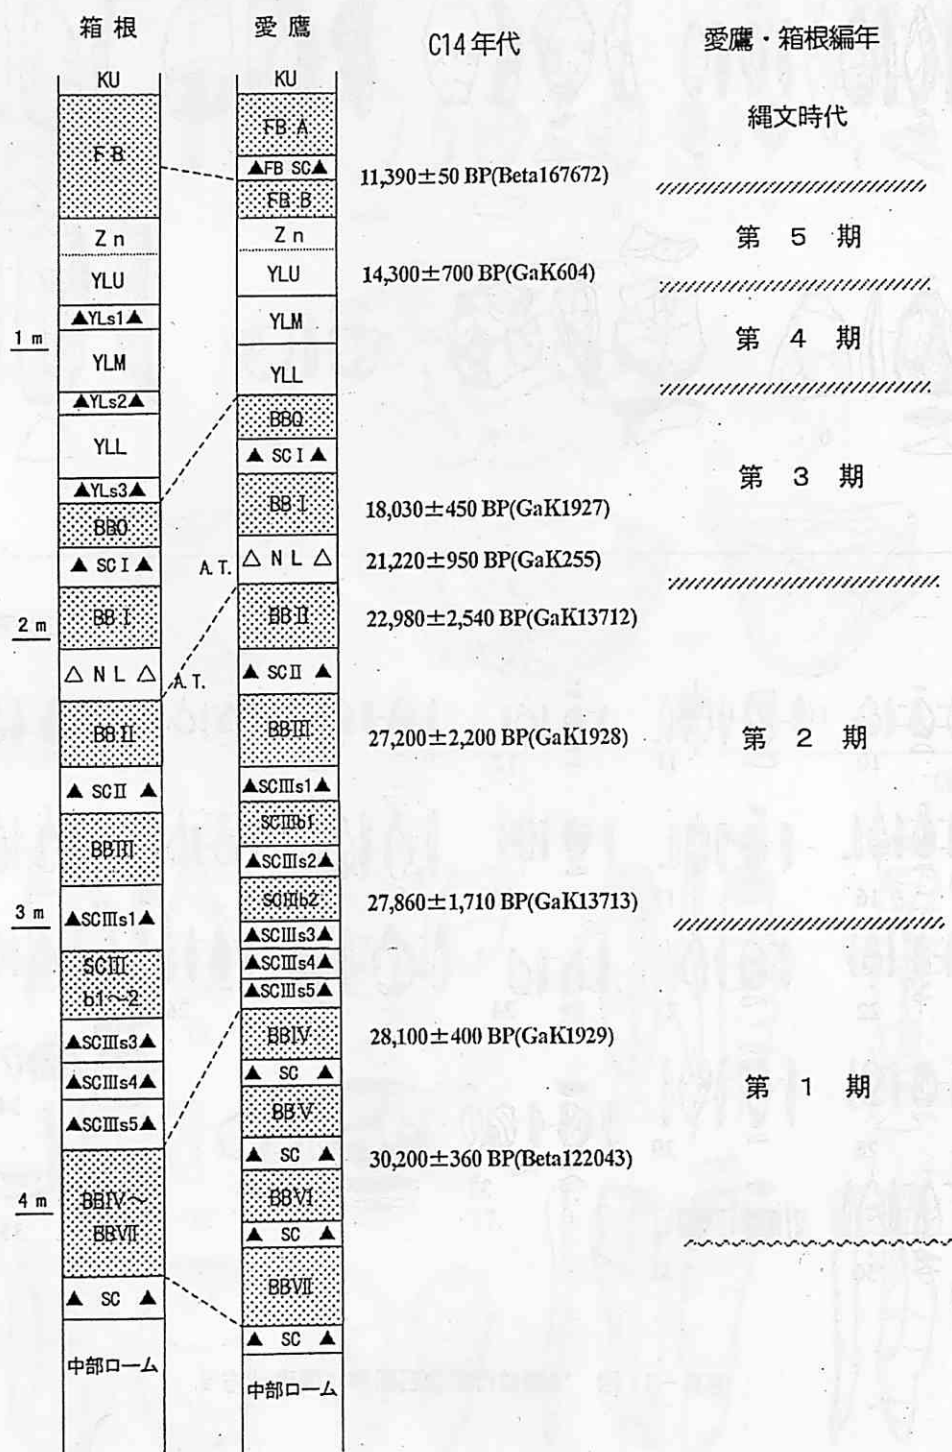 箱根
KU
FB
Zn
YLU
▲YLs1▲
1 m
YLM
▲YLs2▲
YLL
▲YLs3▲
BB0
▲ SC I ▲
2 m
BB I
△ N L △
A.T.
BB II
▲ SC II ▲
BB III
3 m
▲SCIIIs1▲
SCIII
b1～2
▲SCIIIs3▲
▲SCIIIs4▲
▲SCIIIs5▲
4 m
BBIV～
BBVII
▲ SC ▲
中部ローム
愛鷹
KU
FB A
▲FB SC▲
FB B
Zn
YLU
YLM
YLL
BB0
▲ SC I ▲
BB I
A.T.
△ N L △
BB II
▲ SC II ▲
BB III
▲SCIIIs1▲
SCIIIb1
▲SCIIIs2▲
SCIIIb2
▲SCIIIs3▲
▲SCIIIs4▲
▲SCIIIs5▲
BBIV
▲ SC ▲
BBV
▲ SC ▲
BBVI
▲ SC ▲
BBVII
▲ SC ▲
中部ローム
C14年代
11,390±50 BP(Beta167672)
14,300±700 BP(GaK604)
18,030±450 BP(GaK1927)
21,220±950 BP(GaK255)
22,980±2,540 BP(GaK13712)
27,200±2,200 BP(GaK1928)
27,860±1,710 BP(GaK13713)
28,100±400 BP(GaK1929)
30,200±360 BP(Beta122043)
愛鷹・箱根編年
縄文時代
第 5 期
第 4 期
第 3 期
第 2 期
第 1 期